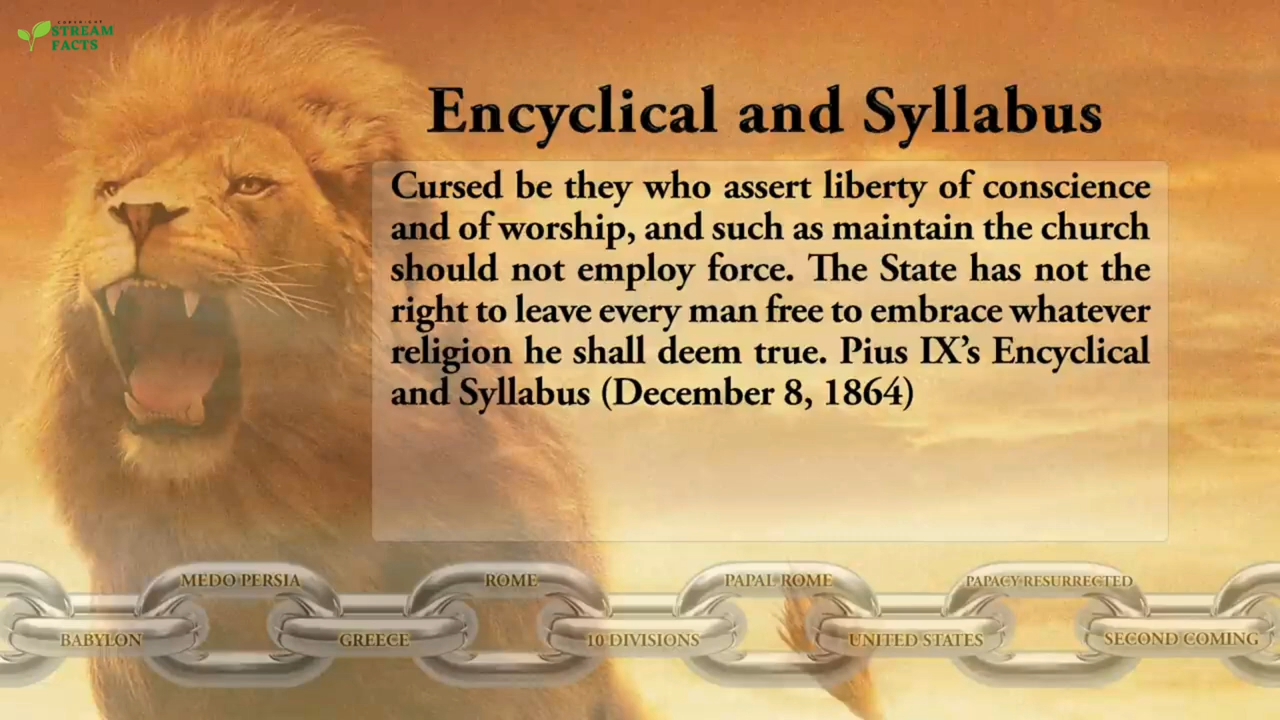 STREAM
FACTS
Encyclical and Syllabus
Cursed be they who assert liberty of conscience
and of worship, and such as maintain the church
should not employ force. The State has not the
right to leave every man free to embrace whatever
religion he shall deem true. Pius IX’s Encyclical
and Syllabus (December 8, 1864)
MEDO PERSIA
ROME
PAPAL ROME
PAPACY RESURRECTED
BABYLON
GREECE
10 DIVISIONS
UNITED STATES
SECOND COMING